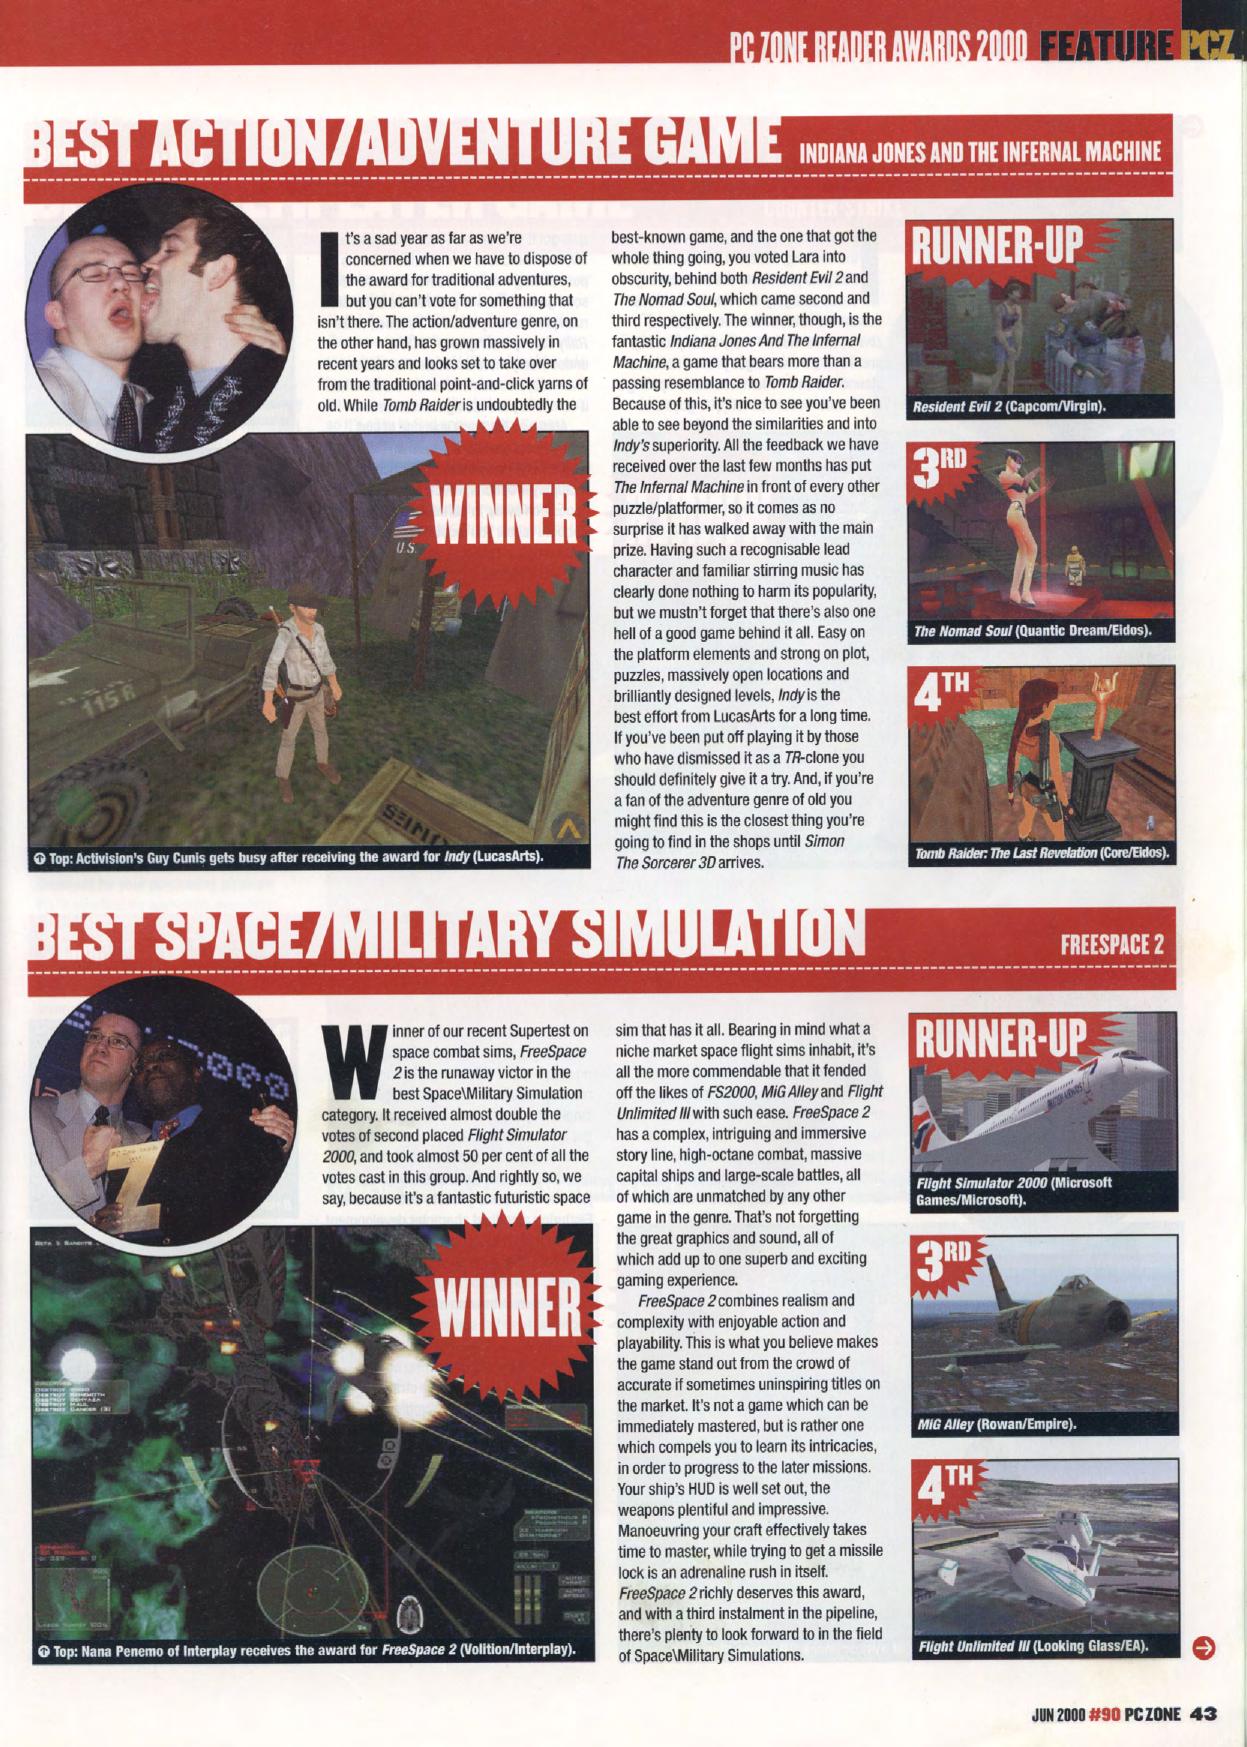 PC ZONE READER AWARDS 2000 FEATURE PCZ
BEST ACTION/ADVENTURE GAME INDIANA JONES AND THE INFERNAL MACHINE
It's a sad year as far as we're
concerned when we have to dispose of
the award for traditional adventures,
but you can't vote for something that
isn't there. The action/adventure genre, on
the other hand, has grown massively in
recent years and looks set to take over
from the traditional point-and-click yarns of
old. While Tomb Raider is undoubtedly the
best-known game, and the one that got the
whole thing going, you voted Lara into
obscurity, behind both Resident Evil 2 and
The Nomad Soul, which came second and
third respectively. The winner, though, is the
fantastic Indiana Jones And The Infernal
Machine, a game that bears more than a
passing resemblance to Tomb Raider.
Because of this, it's nice to see you've been
able to see beyond the similarities and into
Indy's superiority. All the feedback we have
received over the last few months has put
The Infernal Machine in front of every other
puzzle/platformer, so it comes as no
surprise it has walked away with the main
prize. Having such a recognisable lead
character and familiar stirring music has
clearly done nothing to harm its popularity,
but we mustn't forget that there's also one
hell of a good game behind it all. Easy on
the platform elements and strong on plot,
puzzles, massively open locations and
brilliantly designed levels, Indy is the
best effort from LucasArts for a long time.
If you've been put off playing it by those
who have dismissed it as a TR-clone you
should definitely give it a try. And, if you're
a fan of the adventure genre of old you
might find this is the closest thing you're
going to find in the shops until Simon
The Sorcerer 3D arrives.
WINNER
U.S.
115R
Top: Activision's Guy Cunis gets busy after receiving the award for Indy (LucasArts).
RUNNER-UP
Resident Evil 2 (Capcom/Virgin).
3RD
The Nomad Soul (Quantic Dream/Eidos).
4TH
Tomb Raider: The Last Revelation (Core/Eidos).
BEST SPACE/MILITARY SIMULATION FREESPACE 2
Winner of our recent Supertest on
space combat sims, FreeSpace
2 is the runaway victor in the
best Space\Military Simulation
category. It received almost double the
votes of second placed Flight Simulator
2000, and took almost 50 per cent of all the
votes cast in this group. And rightly so, we
say, because it's a fantastic futuristic space
sim that has it all. Bearing in mind what a
niche market space flight sims inhabit, it's
all the more commendable that it fended
off the likes of FS2000, MiG Alley and Flight
Unlimited III with such ease. FreeSpace 2
has a complex, intriguing and immersive
story line, high-octane combat, massive
capital ships and large-scale battles, all
of which are unmatched by any other
game in the genre. That's not forgetting
the great graphics and sound, all of
which add up to one superb and exciting
gaming experience.
FreeSpace 2 combines realism and
complexity with enjoyable action and
playability. This is what you believe makes
the game stand out from the crowd of
accurate if sometimes uninspiring titles on
the market. It's not a game which can be
immediately mastered, but is rather one
which compels you to learn its intricacies,
in order to progress to the later missions.
Your ship's HUD is well set out, the
weapons plentiful and impressive.
Manoeuvring your craft effectively takes
time to master, while trying to get a missile
lock is an adrenaline rush in itself.
FreeSpace 2 richly deserves this award,
and with a third instalment in the pipeline,
there's plenty to look forward to in the field
of Space\Military Simulations.
WINNER
Top: Nana Penemo of Interplay receives the award for FreeSpace 2 (Volition/Interplay).
RUNNER-UP
Flight Simulator 2000 (Microsoft
Games/Microsoft).
3RD
MiG Alley (Rowan/Empire).
4TH
Flight Unlimited III (Looking Glass/EA).
JUN 2000 #90 PC ZONE 43